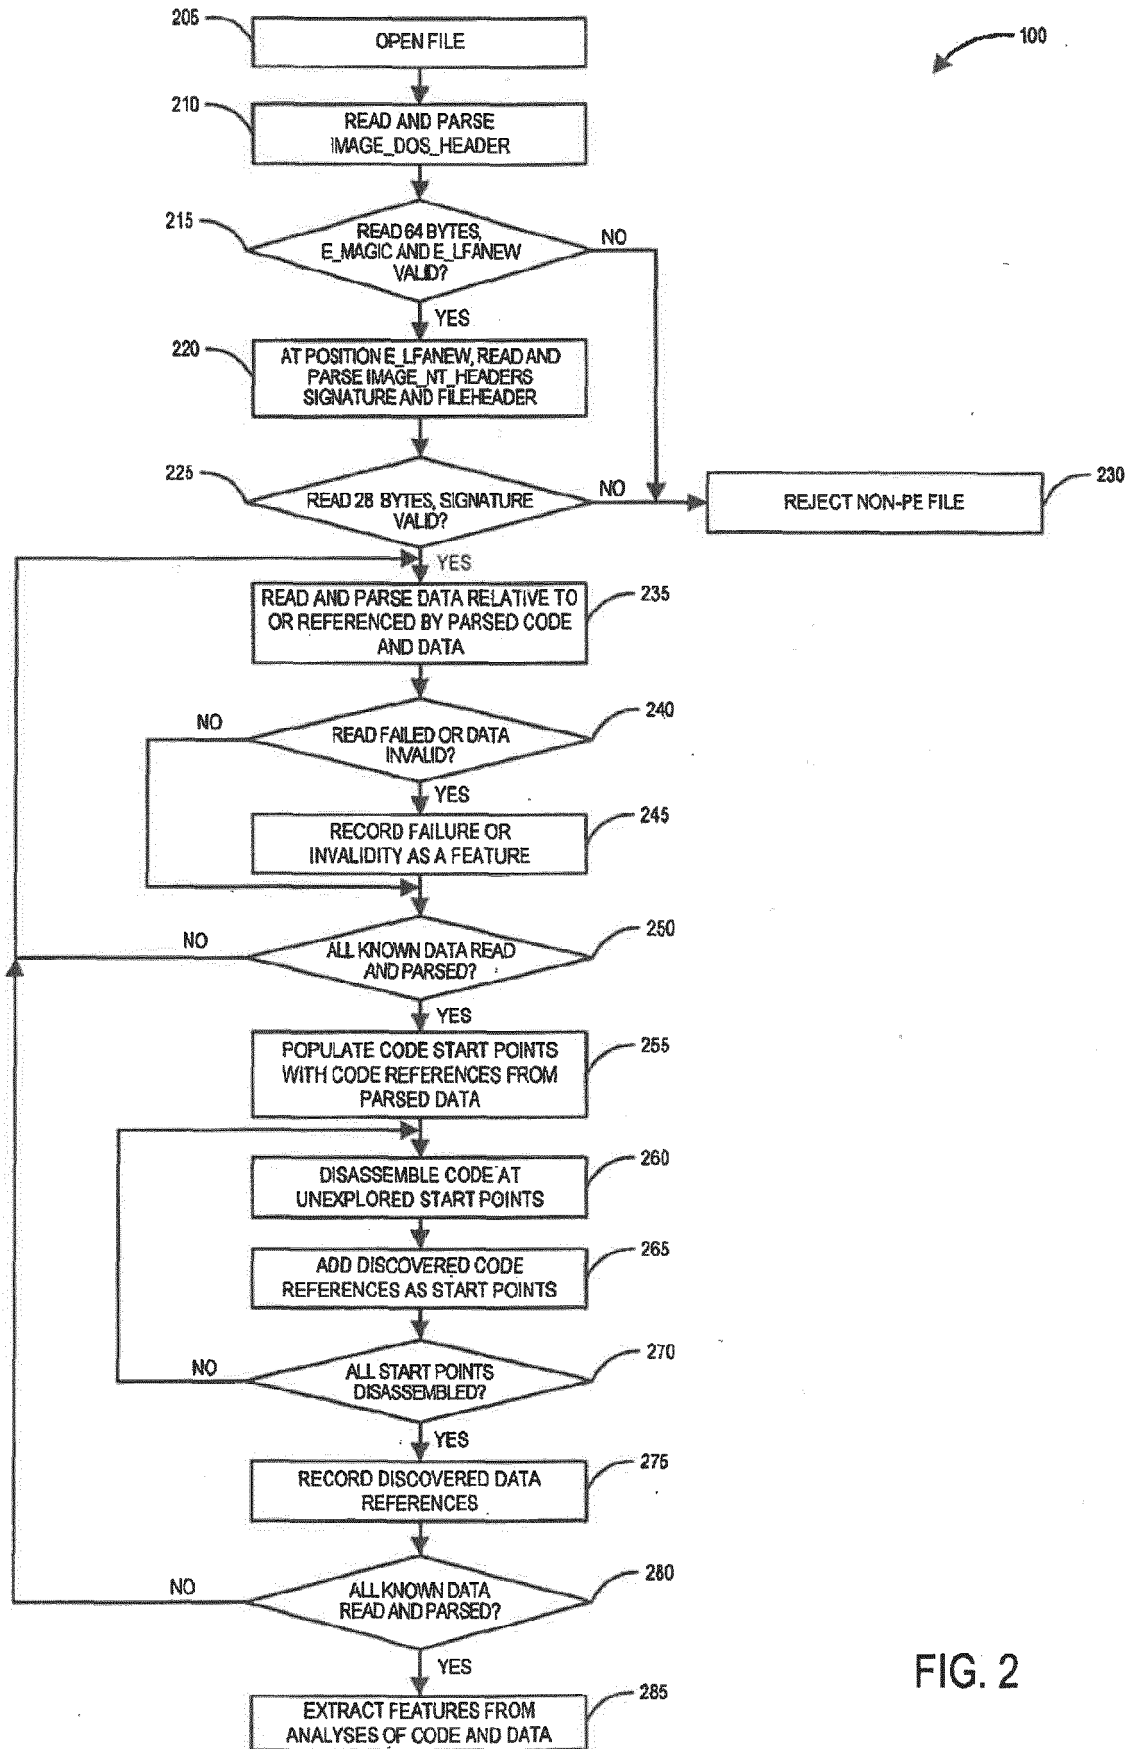 205
OPEN FILE
100
210
READ AND PARSE
IMAGE_DOS_HEADER
215
READ 64 BYTES,
E_MAGIC AND E_LFANEW
VALID?
NO
YES
220
AT POSITION E_LFANEW, READ AND
PARSE IMAGE_NT_HEADERS
SIGNATURE AND FILEHEADER
225
READ 28 BYTES, SIGNATURE
VALID?
NO
REJECT NON-PE FILE
230
YES
READ AND PARSE DATA RELATIVE TO
OR REFERENCED BY PARSED CODE
AND DATA
235
NO
READ FAILED OR DATA
INVALID?
240
YES
RECORD FAILURE OR
INVALIDITY AS A FEATURE
245
NO
ALL KNOWN DATA READ
AND PARSED?
250
YES
POPULATE CODE START POINTS
WITH CODE REFERENCES FROM
PARSED DATA
255
DISASSEMBLE CODE AT
UNEXPLORED START POINTS
260
ADD DISCOVERED CODE
REFERENCES AS START POINTS
265
NO
ALL START POINTS
DISASSEMBLED?
270
YES
RECORD DISCOVERED DATA
REFERENCES
275
NO
ALL KNOWN DATA
READ AND PARSED?
280
YES
EXTRACT FEATURES FROM
ANALYSES OF CODE AND DATA
285
FIG. 2